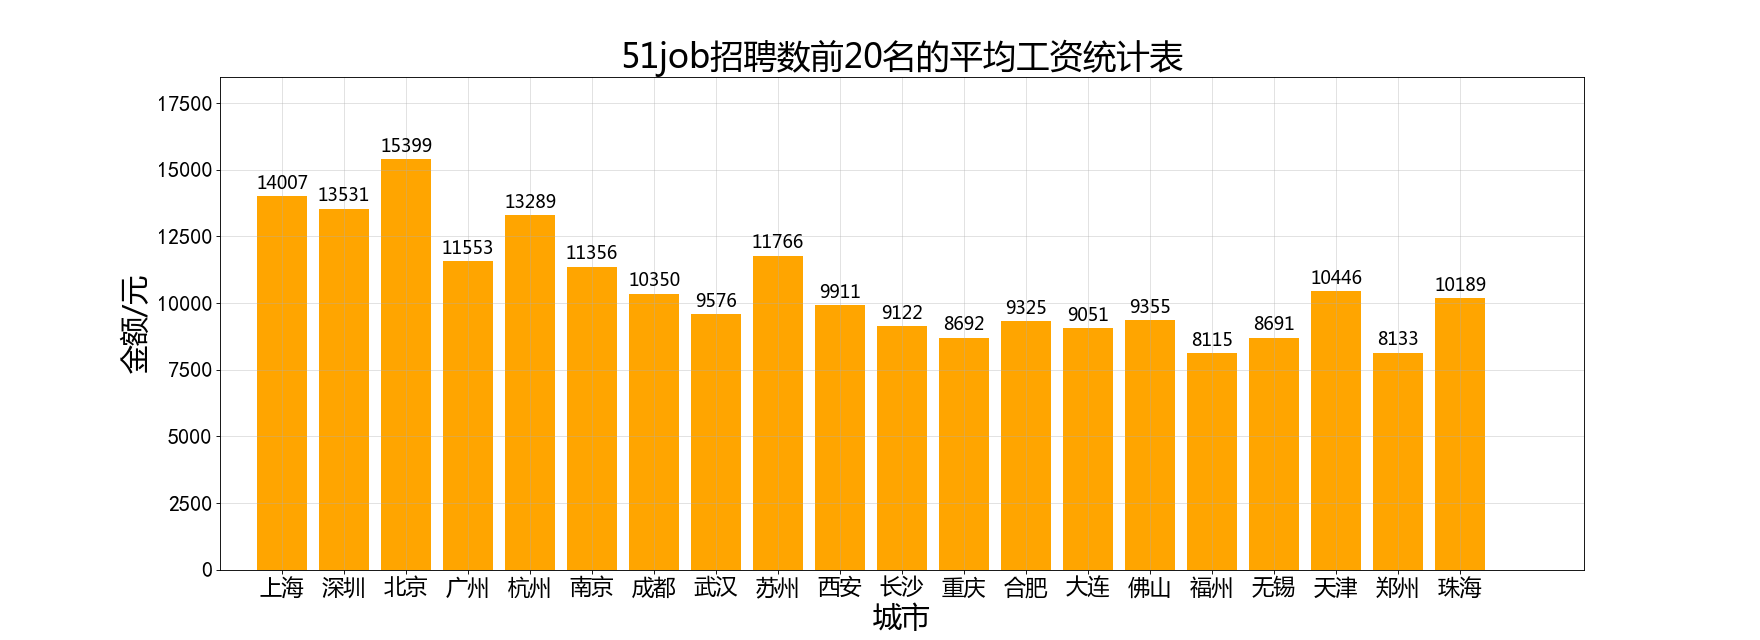 51job招聘数前20名的平均工资统计表
17500
15000
12500
10000
7500
5000
2500
0
金额/元
14007 13531 15399 11553 13289 11356 10350 9576 11766 9911 9122 8692 9325 9051 9355 8115 8691 10446 8133 10189
上海 深圳 北京 广州 杭州 南京 成都 武汉 苏州 西安 长沙 重庆 合肥 大连 佛山 福州 无锡 天津 郑州 珠海
城市